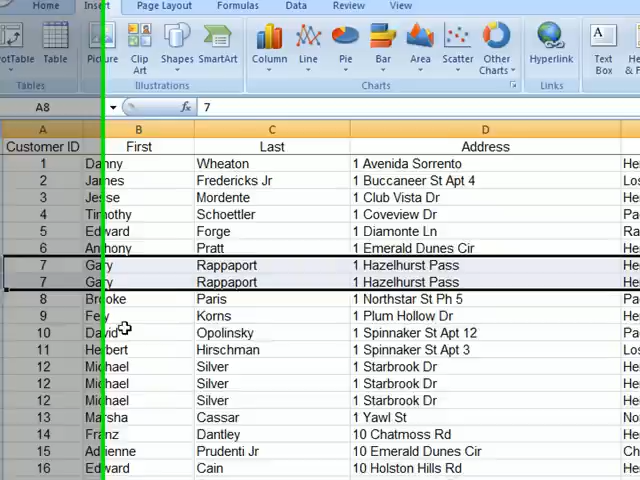 Home Insert Page Layout Formulas Data Review View
PivotTable Table Picture Clip Art Shapes SmartArt Column Line Pie Bar Area Scatter Other Charts Hyperlink Text Box
Tables Illustrations Charts Links
A8 fx 7
A B C D
Customer ID First Last Address
1 Danny Wheaton 1 Avenida Sorrento
2 James Fredericks Jr 1 Buccaneer St Apt 4
3 Jesse Mordente 1 Club Vista Dr
4 Timothy Schoettler 1 Coveview Dr
5 Edward Forge 1 Diamonte Ln
6 Anthony Pratt 1 Emerald Dunes Cir
7 Gary Rappaport 1 Hazelhurst Pass
7 Gary Rappaport 1 Hazelhurst Pass
8 Brooke Paris 1 Northstar St Ph 5
9 Korns 1 Plum Hollow Dr
10 David Opolinsky 1 Spinnaker St Apt 12
11 Herbert Hirschman 1 Spinnaker St Apt 3
12 Michael Silver 1 Starbrook Dr
12 Michael Silver 1 Starbrook Dr
12 Michael Silver 1 Starbrook Dr
13 Marsha Cassar 1 Yawl St
14 Franz Dantley 10 Chatmoss Rd
15 Adrienne Prudenti Jr 10 Emerald Dunes Cir
16 Edward Cain 10 Holston Hills Rd